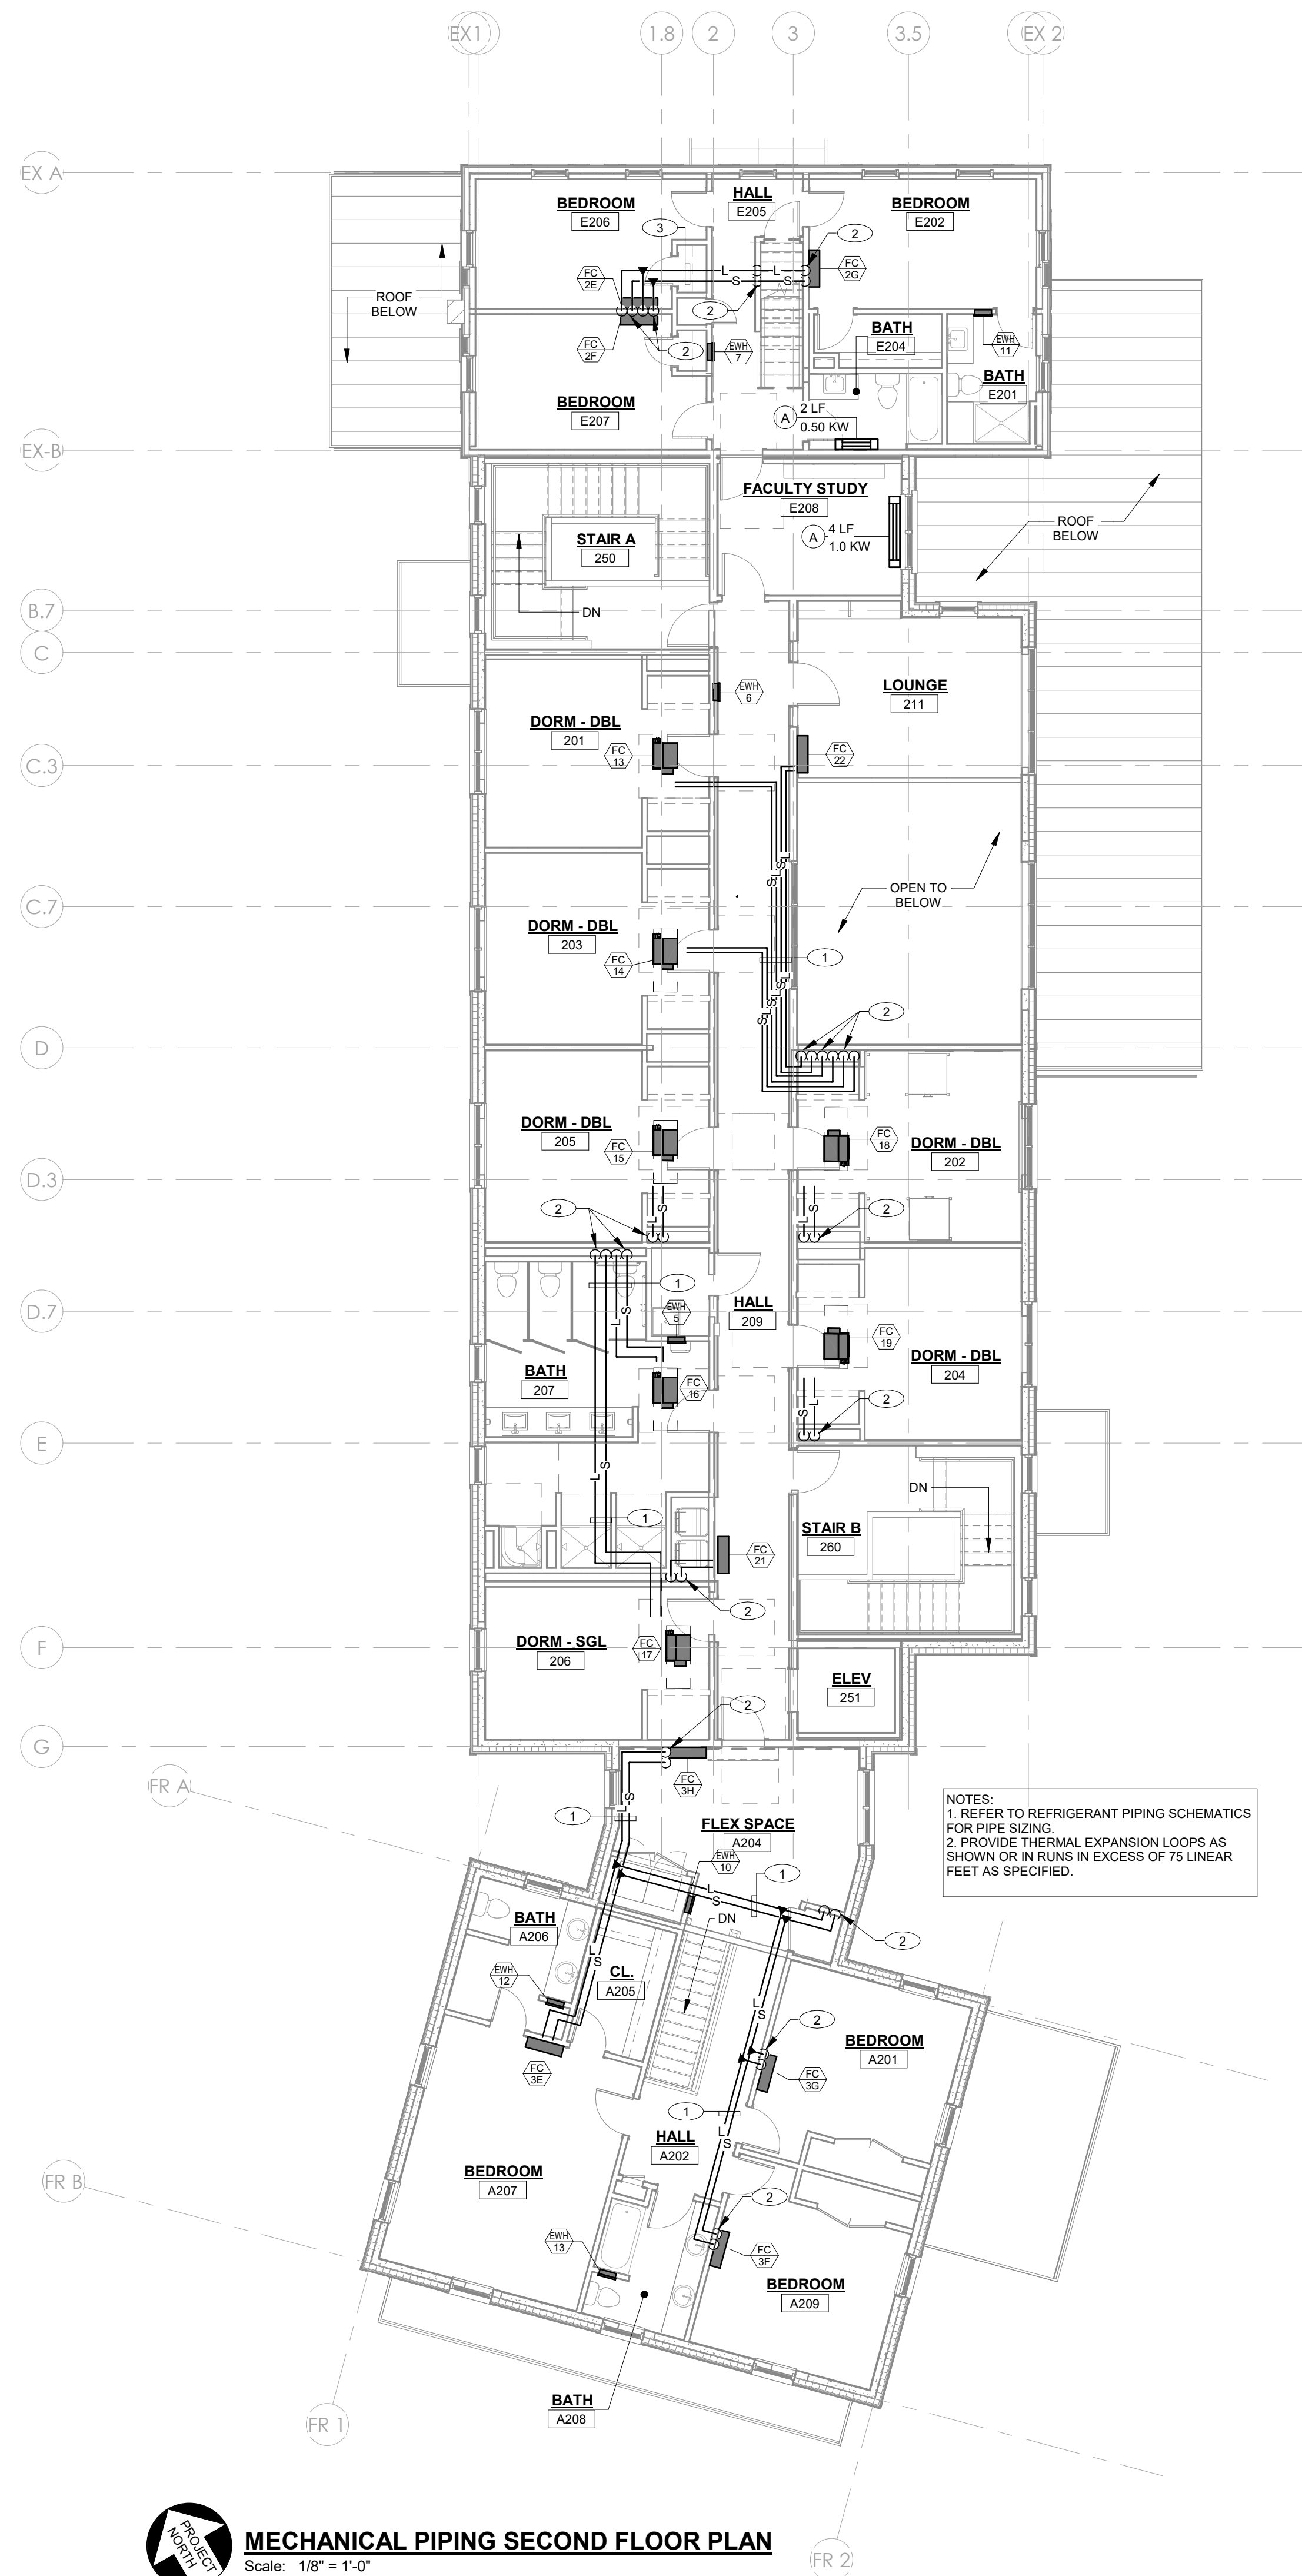 EX1
1.8
2
3
3.5
EX 2
EX A
BEDROOM
E206
HALL
E205
BEDROOM
E202
3
2
FC
2E
L
S
L
S
FC
2G
ROOF
BELOW
2
FC
2F
2
EWH
7
BATH
E204
EWH
11
BATH
E201
BEDROOM
E207
A
2 LF
0.50 KW
EX-B
FACULTY STUDY
E208
A
4 LF
1.0 KW
ROOF
BELOW
STAIR A
250
DN
B.7
C
EWH
6
LOUNGE
211
DORM - DBL
201
FC
13
FC
22
C.3
L
S
L
S
OPEN TO
BELOW
C.7
DORM - DBL
203
FC
14
1
L
S
L
S
L
S
2
D
DORM - DBL
205
FC
15
FC
18
DORM - DBL
202
D.3
2
L
S
L
S
2
1
EWH
5
L
S
HALL
209
D.7
FC
19
DORM - DBL
204
BATH
207
FC
16
S
L
2
E
L
S
DN
1
STAIR B
260
FC
21
2
F
DORM - SGL
206
FC
17
ELEV
251
2
G
FC
3H
FR A
1
L
S
FLEX SPACE
A204
EWH
10
1
L
S
NOTES:
1. REFER TO REFRIGERANT PIPING SCHEMATICS
FOR PIPE SIZING.
2. PROVIDE THERMAL EXPANSION LOOPS AS
SHOWN OR IN RUNS IN EXCESS OF 75 LINEAR
FEET AS SPECIFIED.
BATH
A206
DN
2
L
S
EWH
12
CL.
A205
L
S
2
BEDROOM
A201
FC
3E
FC
3G
1
HALL
A202
L
S
FR B
BEDROOM
A207
2
EWH
13
FC
3F
BEDROOM
A209
BATH
A208
FR 1
PROJECT
NORTH
MECHANICAL PIPING SECOND FLOOR PLAN
Scale: 1/8" = 1'-0"
FR 2